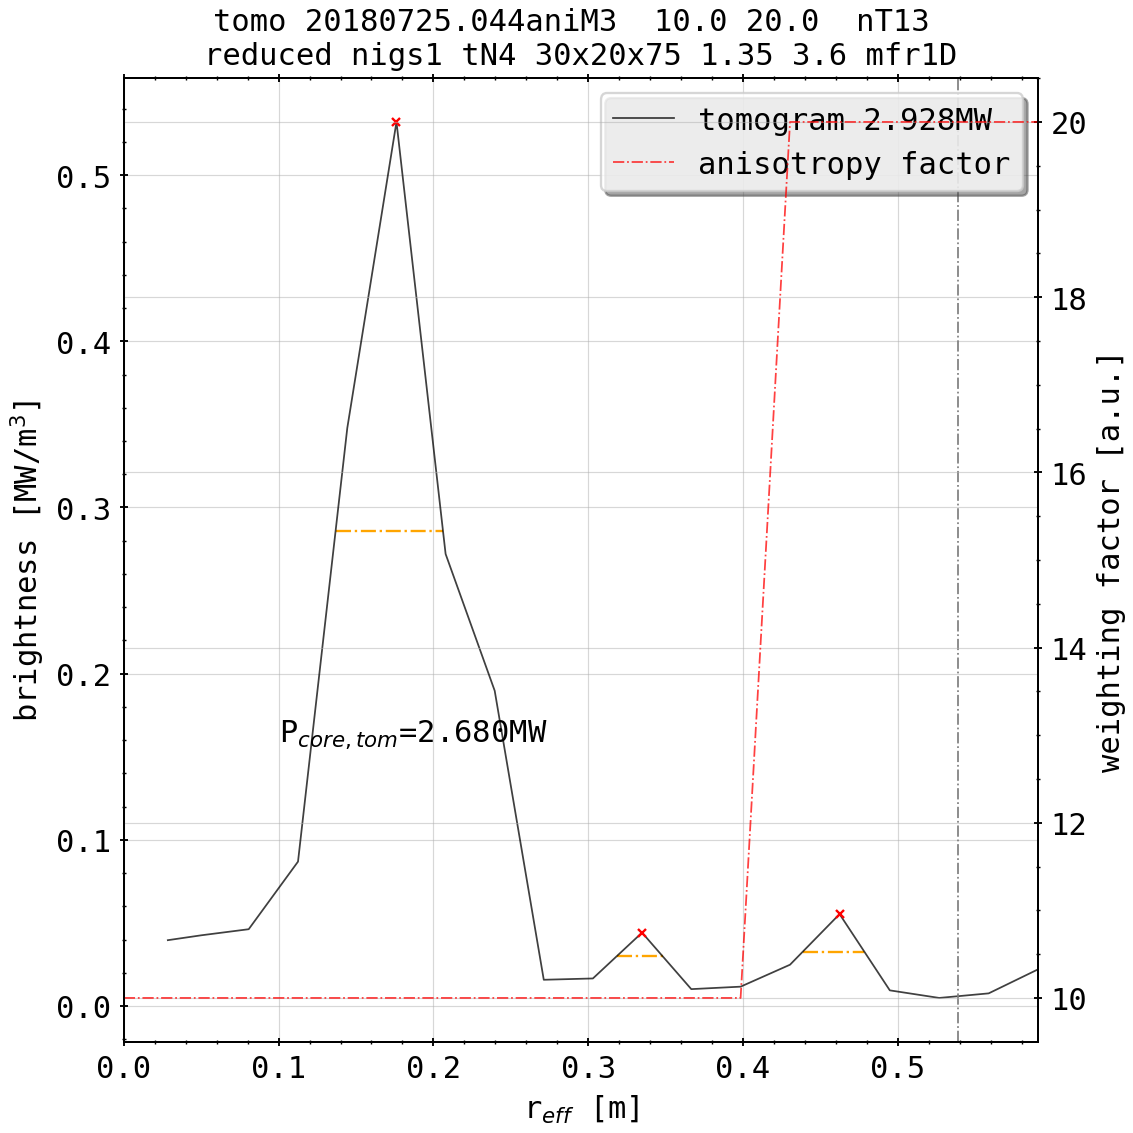 tomo 20180725.044aniM3  10.0 20.0  nT13
reduced nigs1 tN4 30x20x75 1.35 3.6 mfr1D
tomogram 2.928MW
anisotropy factor
brightness [MW/m³]
0.5
0.4
0.3
0.2
0.1
0.0
P_core,tom=2.680MW
20
18
16
14
12
10
weighting factor [a.u.]
0.0 0.1 0.2 0.3 0.4 0.5
r_eff [m]